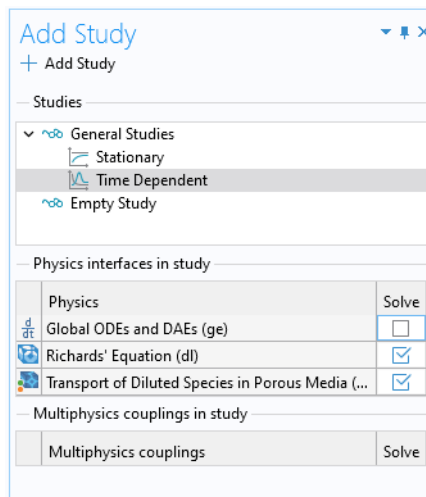 Add Study
+ Add Study
Studies
General Studies
Stationary
Time Dependent
Empty Study
Physics interfaces in study
Physics Solve
d/dt Global ODEs and DAEs (ge)
Richards' Equation (dl)
Transport of Diluted Species in Porous Media (...
Multiphysics couplings in study
Multiphysics couplings Solve